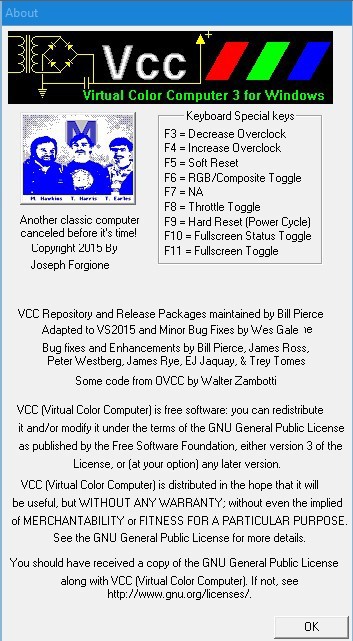 About
Vcc
Virtual Color Computer 3 for Windows
M. Hawkins T. Harris T. Earles
Another classic computer
canceled before it's time!
Copyright 2015 By
Joseph Forgione
Keyboard Special keys
F3 = Decrease Overclock
F4 = Increase Overclock
F5 = Soft Reset
F6 = RGB/Composite Toggle
F7 = NA
F8 = Throttle Toggle
F9 = Hard Reset (Power Cycle)
F10 = Fullscreen Status Toggle
F11 = Fullscreen Toggle
VCC Repository and Release Packages maintained by Bill Pierce
Adapted to VS2015 and Minor Bug Fixes by Wes Gale
Bug fixes and Enhancements by Bill Pierce, James Ross,
Peter Westberg, James Rye, EJ Jaquay, & Trey Tomes
Some code from OVCC by Walter Zambotti
VCC (Virtual Color Computer) is free software: you can redistribute
it and/or modify it under the terms of the GNU General Public License
as published by the Free Software Foundation, either version 3 of the
License, or (at your option) any later version.
VCC (Virtual Color Computer) is distributed in the hope that it will
be useful, but WITHOUT ANY WARRANTY; without even the implied
of MERCHANTABILITY or FITNESS FOR A PARTICULAR PURPOSE.
See the GNU General Public License for more details.
You should have received a copy of the GNU General Public License
along with VCC (Virtual Color Computer). If not, see
http://www.gnu.org/licenses/.
OK